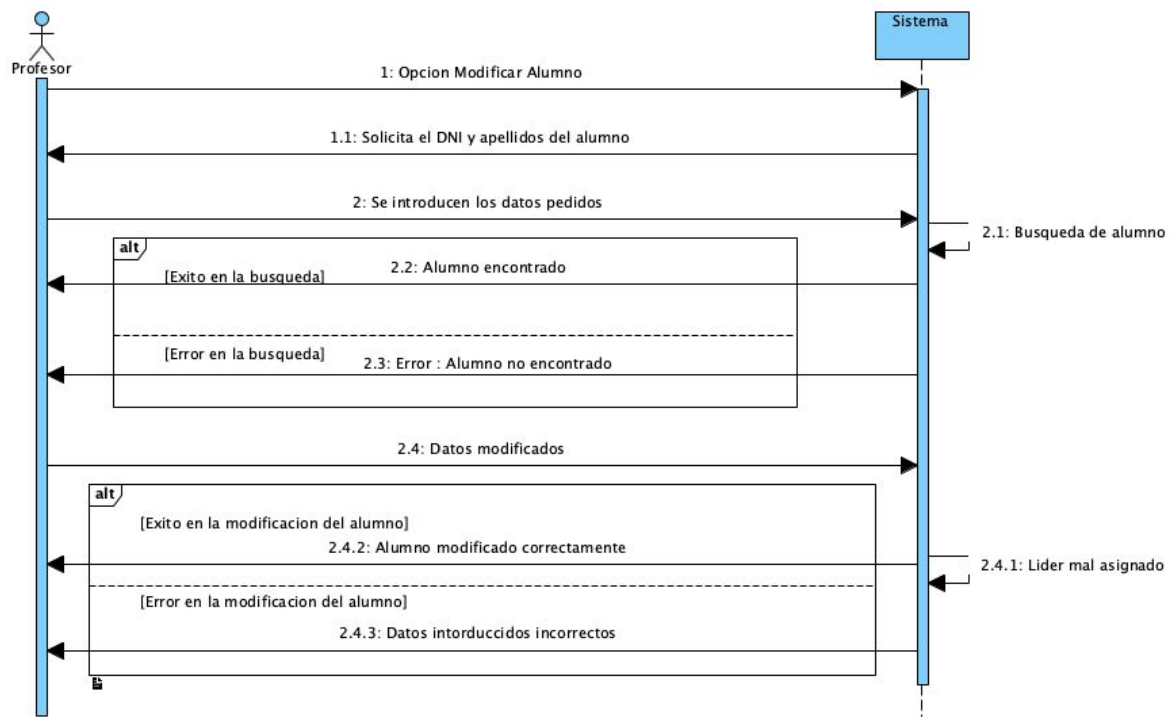 Sistema
Profesor
1: Opcion Modificar Alumno
1.1: Solicita el DNI y apellidos del alumno
2: Se introducen los datos pedidos
2.1: Busqueda de alumno
alt
2.2: Alumno encontrado
[Exito en la busqueda]
[Error en la busqueda]
2.3: Error : Alumno no encontrado
2.4: Datos modificados
alt
[Exito en la modificacion del alumno]
2.4.2: Alumno modificado correctamente
2.4.1: Lider mal asignado
[Error en la modificacion del alumno]
2.4.3: Datos intorduccidos incorrectos